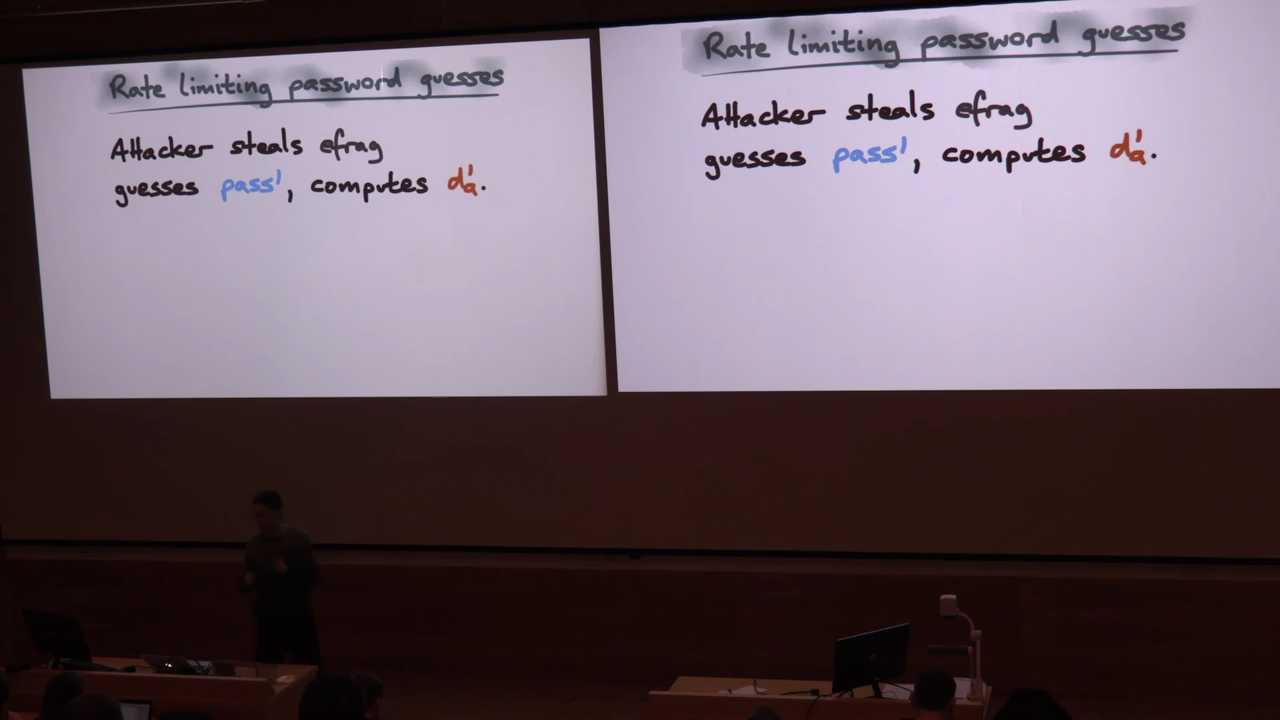 Rate limiting password guesses
Attacker steals efrag
guesses pass', computes d'a.
Rate limiting password guesses
Attacker steals efrag
guesses pass', computes d'a.